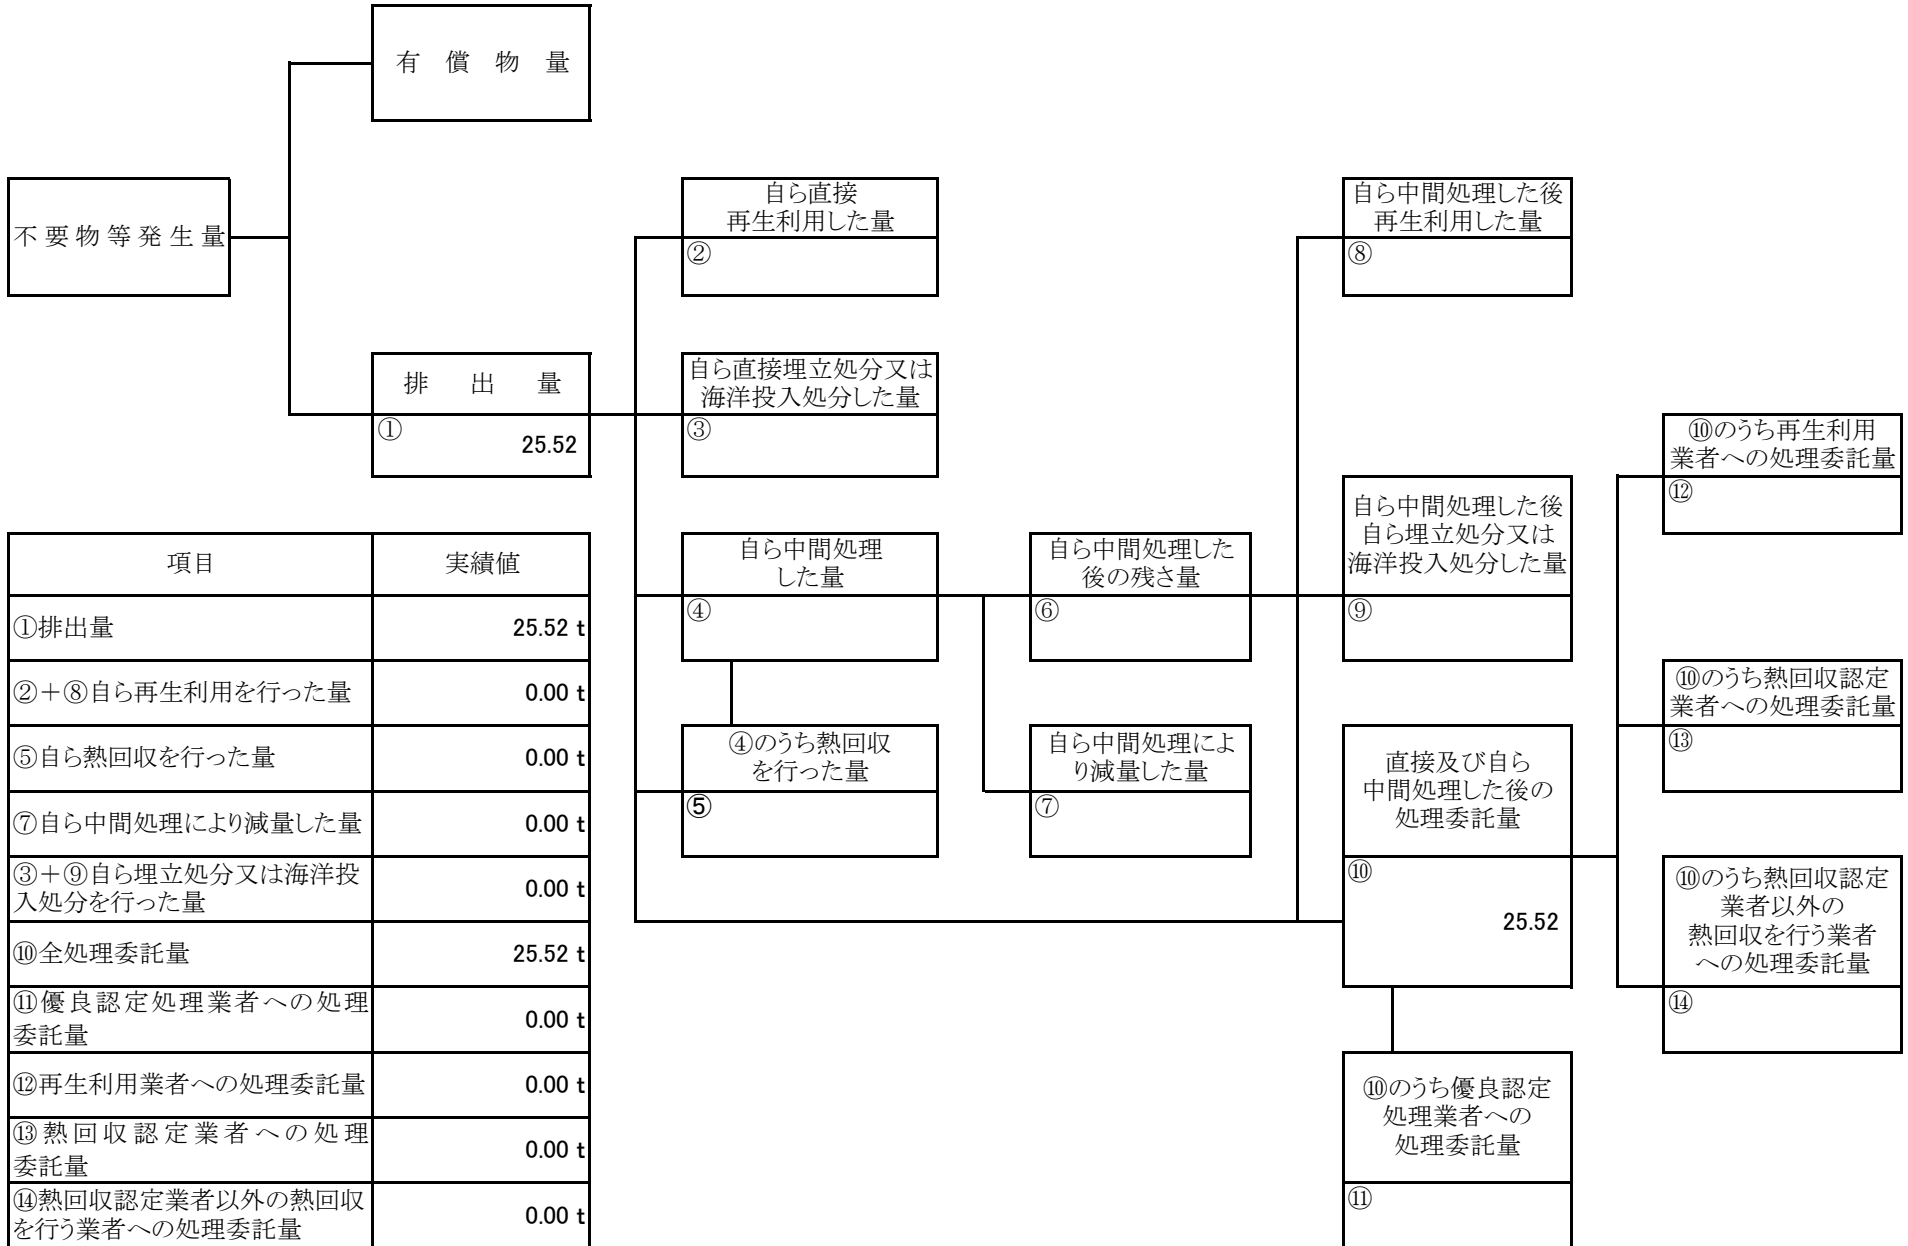 有 償 物 量
不要物等発生量
自ら直接
再生利用した量
②
自ら中間処理した後
再生利用した量
⑧
排 出 量
①
25.52
自ら直接埋立処分又は
海洋投入処分した量
③
⑩のうち再生利用
業者への処理委託量
⑫
自ら中間処理
した量
④
自ら中間処理した
後の残さ量
⑥
自ら中間処理した後
自ら埋立処分又は
海洋投入処分した量
⑨
⑩のうち熱回収認定
業者への処理委託量
⑬
④のうち熱回収
を行った量
⑤
自ら中間処理によ
り減量した量
⑦
直接及び自ら
中間処理した後の
処理委託量
⑩
25.52
⑩のうち熱回収認定
業者以外の
熱回収を行う業者
への処理委託量
⑭
⑩のうち優良認定
処理業者への
処理委託量
⑪
項目 実績値
①排出量 25.52 t
②+⑧自ら再生利用を行った量 0.00 t
⑤自ら熱回収を行った量 0.00 t
⑦自ら中間処理により減量した量 0.00 t
③+⑨自ら埋立処分又は海洋投
入処分を行った量 0.00 t
⑩全処理委託量 25.52 t
⑪優良認定処理業者への処理
委託量 0.00 t
⑫再生利用業者への処理委託量 0.00 t
⑬熱回収認定業者への処理
委託量 0.00 t
⑭熱回収認定業者以外の熱回収
を行う業者への処理委託量 0.00 t